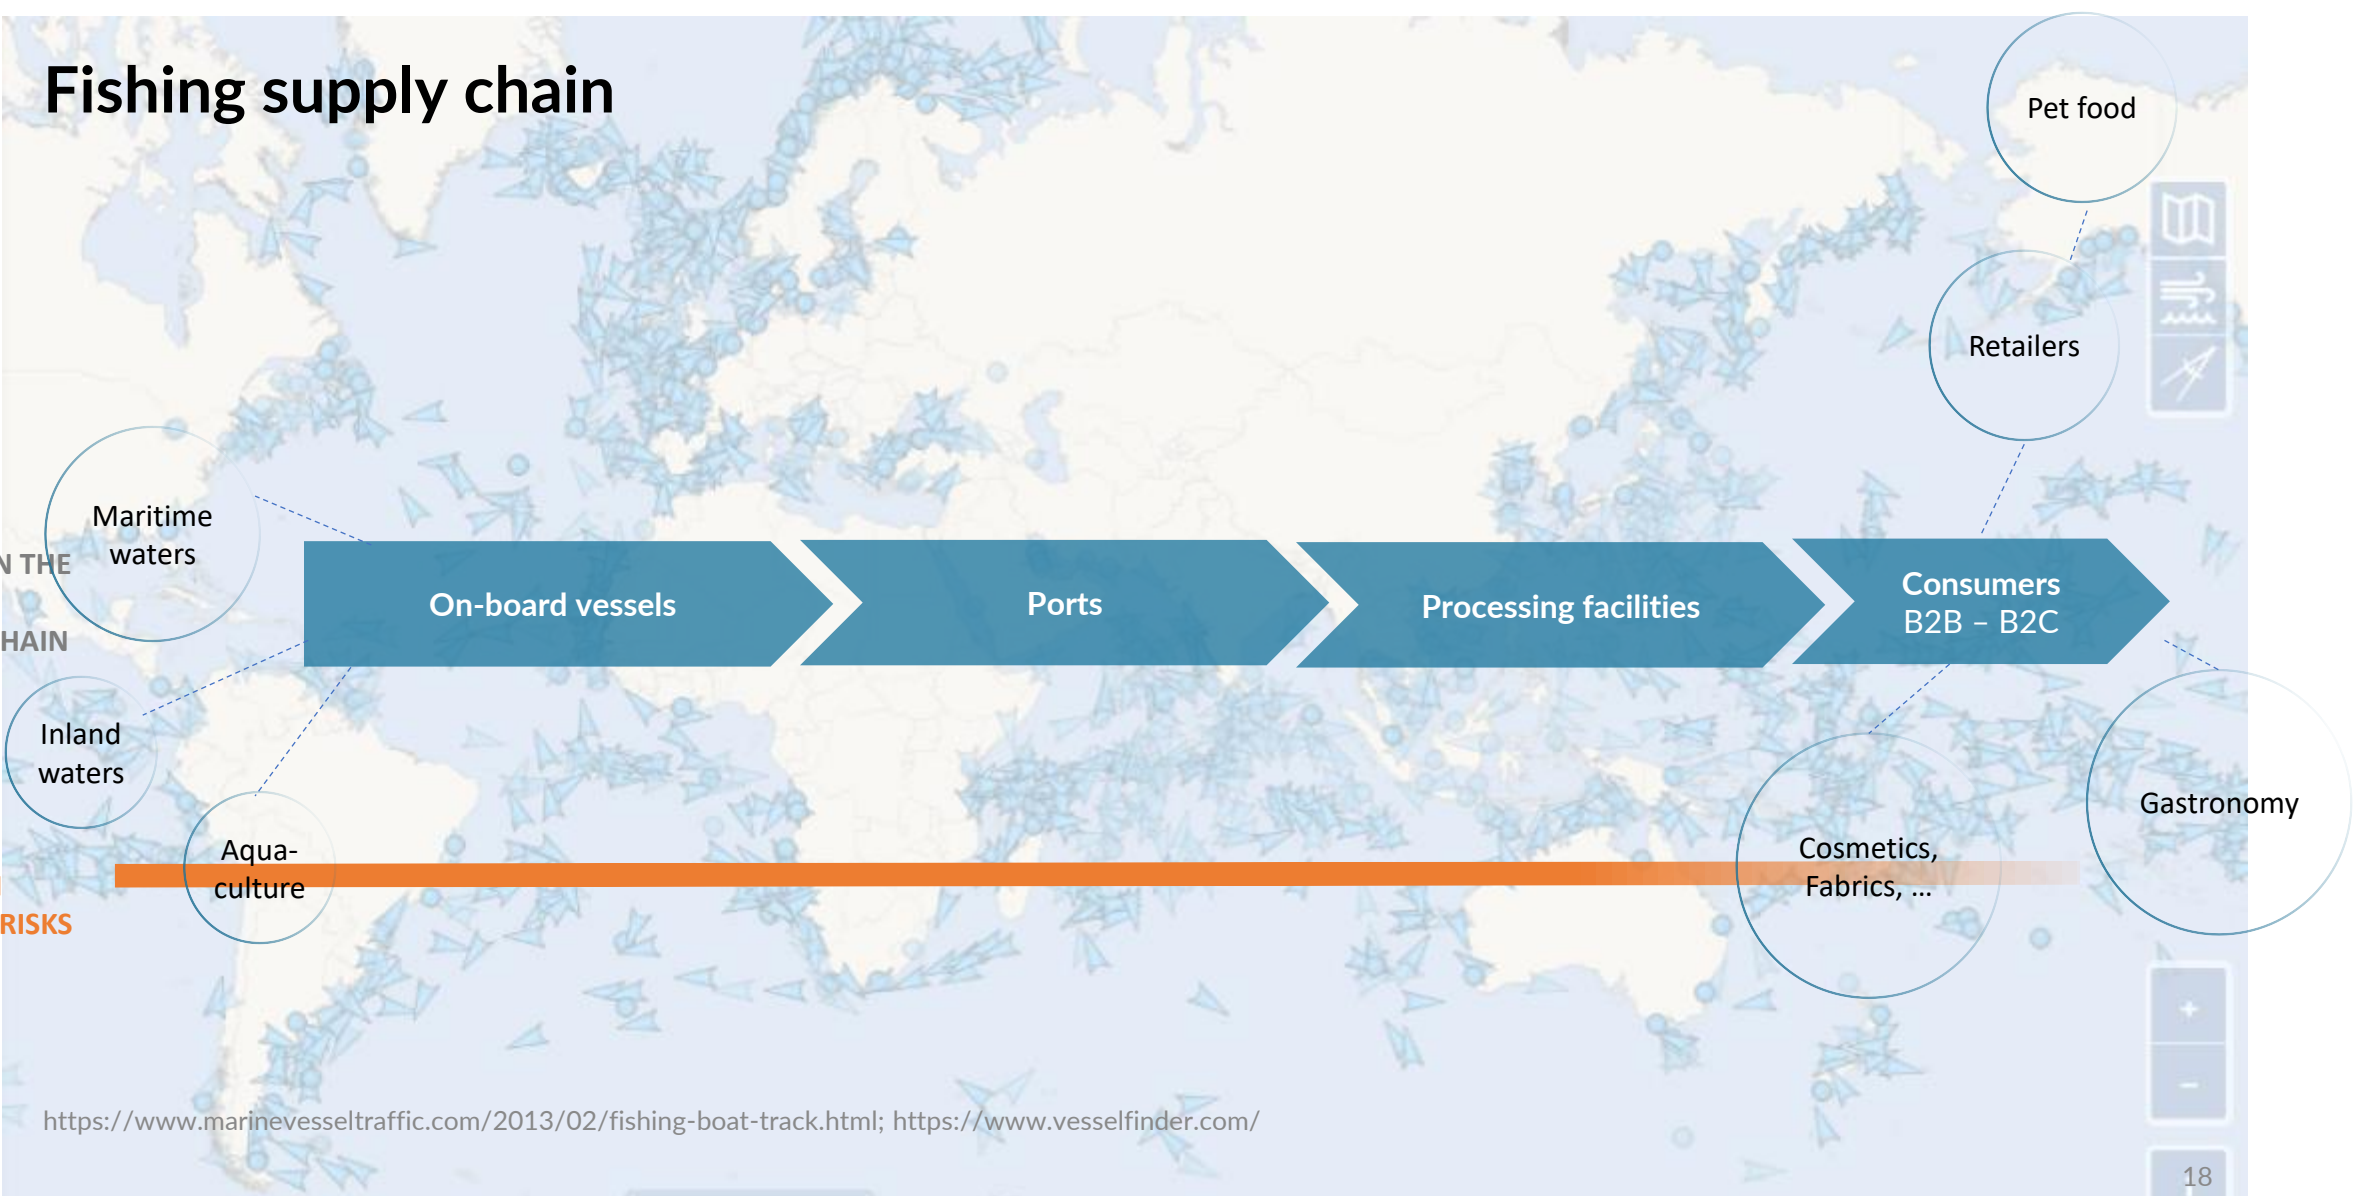 Fishing supply chain
Pet food
Retailers
Maritime
waters
N THE
HAIN
On-board vessels
Ports
Processing facilities
Consumers
B2B – B2C
Inland
waters
Aqua-
culture
RISKS
Cosmetics,
Fabrics, ...
Gastronomy
https://www.marinevesseltraffic.com/2013/02/fishing-boat-track.html; https://www.vesselfinder.com/
18